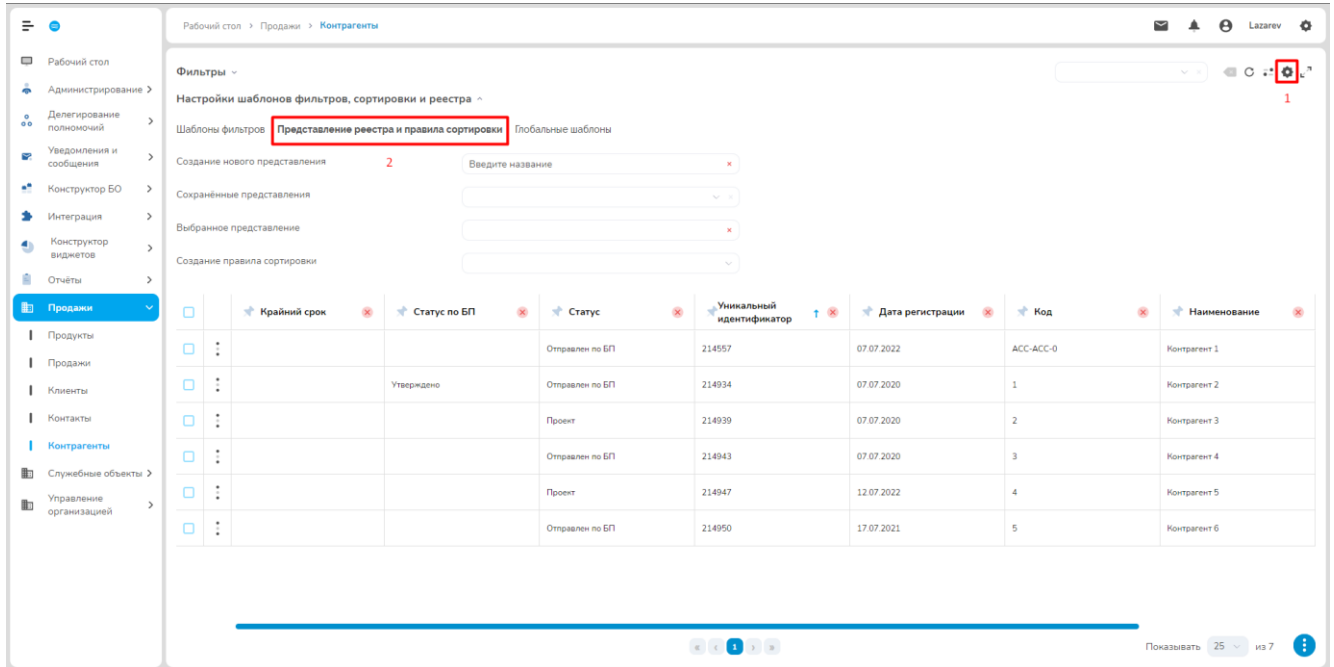 Рабочий стол > Продажи > Контрагенты
Lazarev
Рабочий стол
Администрирование
Делегирование
полномочий
Уведомления и
сообщения
Конструктор БО
Интеграция
Конструктор
виджетов
Отчёты
Продажи
Продукты
Продажи
Клиенты
Контакты
Контрагенты
Служебные объекты
Управление
организацией
Фильтры
1
Настройки шаблонов фильтров, сортировки и реестра
Шаблоны фильтров Представление реестра и правила сортировки Глобальные шаблоны
Создание нового представления 2 Введите название
Сохранённые представления
Выбранное представление
Создание правила сортировки
Крайний срок Статус по БП Статус Уникальный идентификатор Дата регистрации Код Наименование
Отправлен по БП 214557 07.07.2022 ACC-ACC-0 Контрагент 1
Утверждено Отправлен по БП 214934 07.07.2020 1 Контрагент 2
Проект 214939 07.07.2020 2 Контрагент 3
Отправлен по БП 214943 07.07.2020 3 Контрагент 4
Проект 214947 12.07.2022 4 Контрагент 5
Отправлен по БП 214950 17.07.2021 5 Контрагент 6
« ‹ 1 › »
Показывать 25 из 7